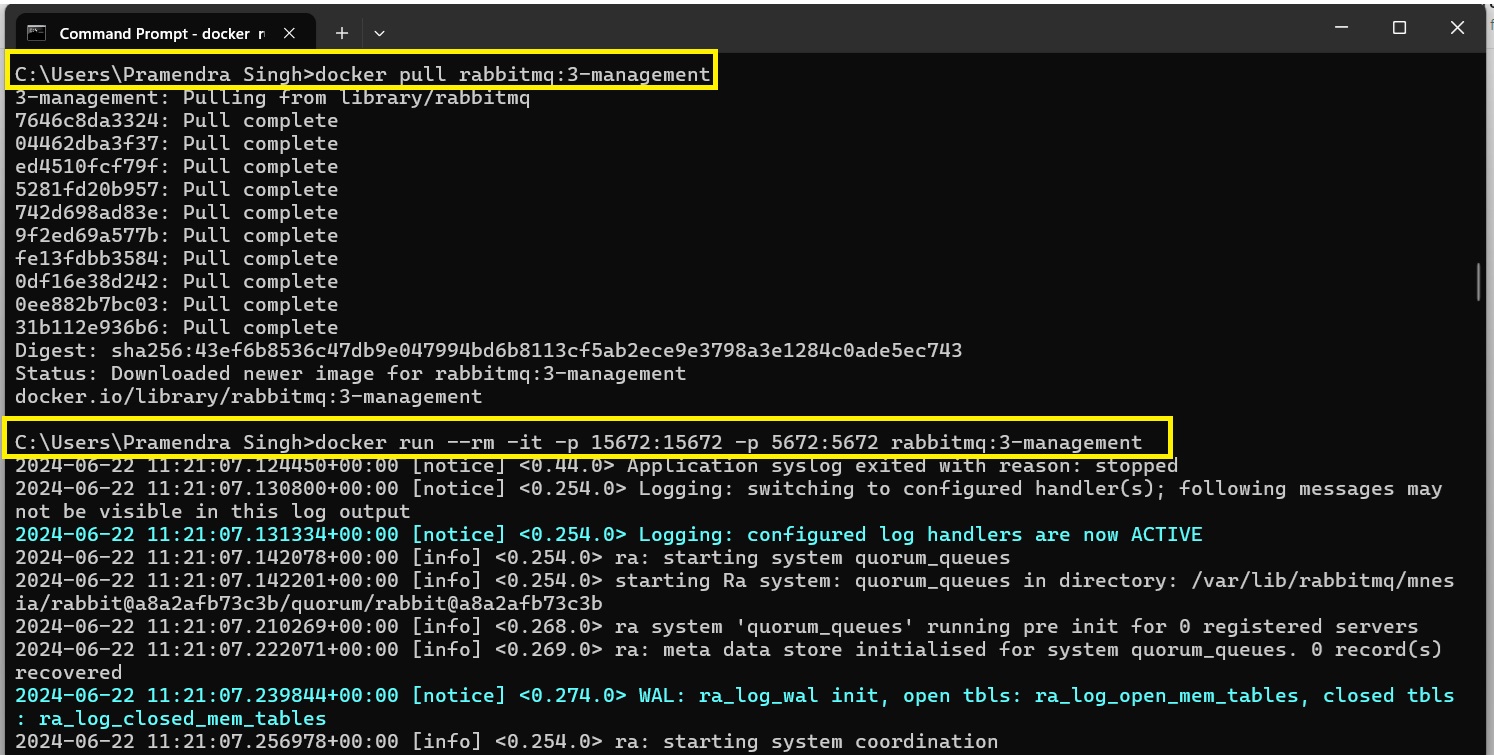 Command Prompt - docker r
C:\Users\Pramendra Singh>docker pull rabbitmq:3-management
3-management: Pulling from library/rabbitmq
7646c8da3324: Pull complete
04462dba3f37: Pull complete
ed4510fcf79f: Pull complete
5281fd20b957: Pull complete
742d698ad83e: Pull complete
9f2ed69a577b: Pull complete
fe13fdbb3584: Pull complete
0df16e38d242: Pull complete
0ee882b7bc03: Pull complete
31b112e936b6: Pull complete
Digest: sha256:43ef6b8536c47db9e047994bd6b8113cf5ab2ece9e3798a3e1284c0ade5ec743
Status: Downloaded newer image for rabbitmq:3-management
docker.io/library/rabbitmq:3-management
C:\Users\Pramendra Singh>docker run --rm -it -p 15672:15672 -p 5672:5672 rabbitmq:3-management
2024-06-22 11:21:07.124450+00:00 [notice] <0.44.0> Application syslog exited with reason: stopped
2024-06-22 11:21:07.130800+00:00 [notice] <0.254.0> Logging: switching to configured handler(s); following messages may
not be visible in this log output
2024-06-22 11:21:07.131334+00:00 [notice] <0.254.0> Logging: configured log handlers are now ACTIVE
2024-06-22 11:21:07.142078+00:00 [info] <0.254.0> ra: starting system quorum_queues
2024-06-22 11:21:07.142201+00:00 [info] <0.254.0> starting Ra system: quorum_queues in directory: /var/lib/rabbitmq/mnes
ia/rabbit@a8a2afb73c3b/quorum/rabbit@a8a2afb73c3b
2024-06-22 11:21:07.210269+00:00 [info] <0.268.0> ra system 'quorum_queues' running pre init for 0 registered servers
2024-06-22 11:21:07.222071+00:00 [info] <0.269.0> ra: meta data store initialised for system quorum_queues. 0 record(s)
recovered
2024-06-22 11:21:07.239844+00:00 [notice] <0.274.0> WAL: ra_log_wal init, open tbls: ra_log_open_mem_tables, closed tbls
: ra_log_closed_mem_tables
2024-06-22 11:21:07.256978+00:00 [info] <0.254.0> ra: starting system coordination